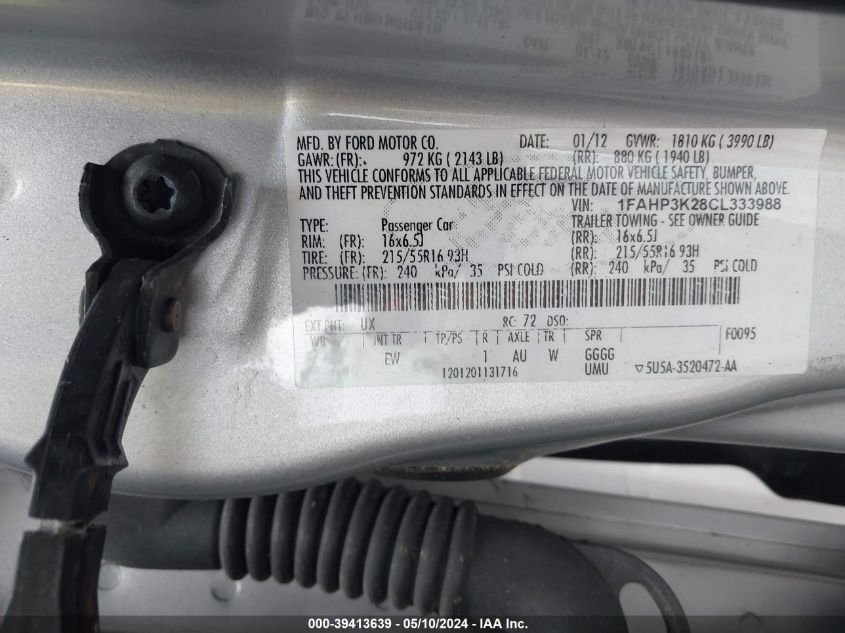 MFD. BY FORD MOTOR CO. DATE: 01/12 GVWR: 1810 KG ( 3990 LB)
GAWR: (FR): 972 KG ( 2143 LB) (RR): 880 KG ( 1940 LB)
THIS VEHICLE CONFORMS TO ALL APPLICABLE FEDERAL MOTOR VEHICLE SAFETY, BUMPER,
AND THEFT PREVENTION STANDARDS IN EFFECT ON THE DATE OF MANUFACTURE SHOWN ABOVE.
VIN: 1FAHP3K28CL333988
TYPE: Passenger Car TRAILER TOWING - SEE OWNER GUIDE
RIM: (FR): 16x6.5J (RR): 16x6.5J
TIRE: (FR): 215/55R16 93H (RR): 215/55R16 93H
PRESSURE: (FR): 240 kPa/ 35 PSI COLD (RR): 240 kPa/ 35 PSI COLD
EXT PNT: UX RC: 72 DSO:
WB INT TR TP/PS R AXLE TR SPR F0095
EW 1 AU W GGGG
1201201131716 UMU ▽5U5A-3520472-AA
000-39413639 - 05/10/2024 - IAA Inc.